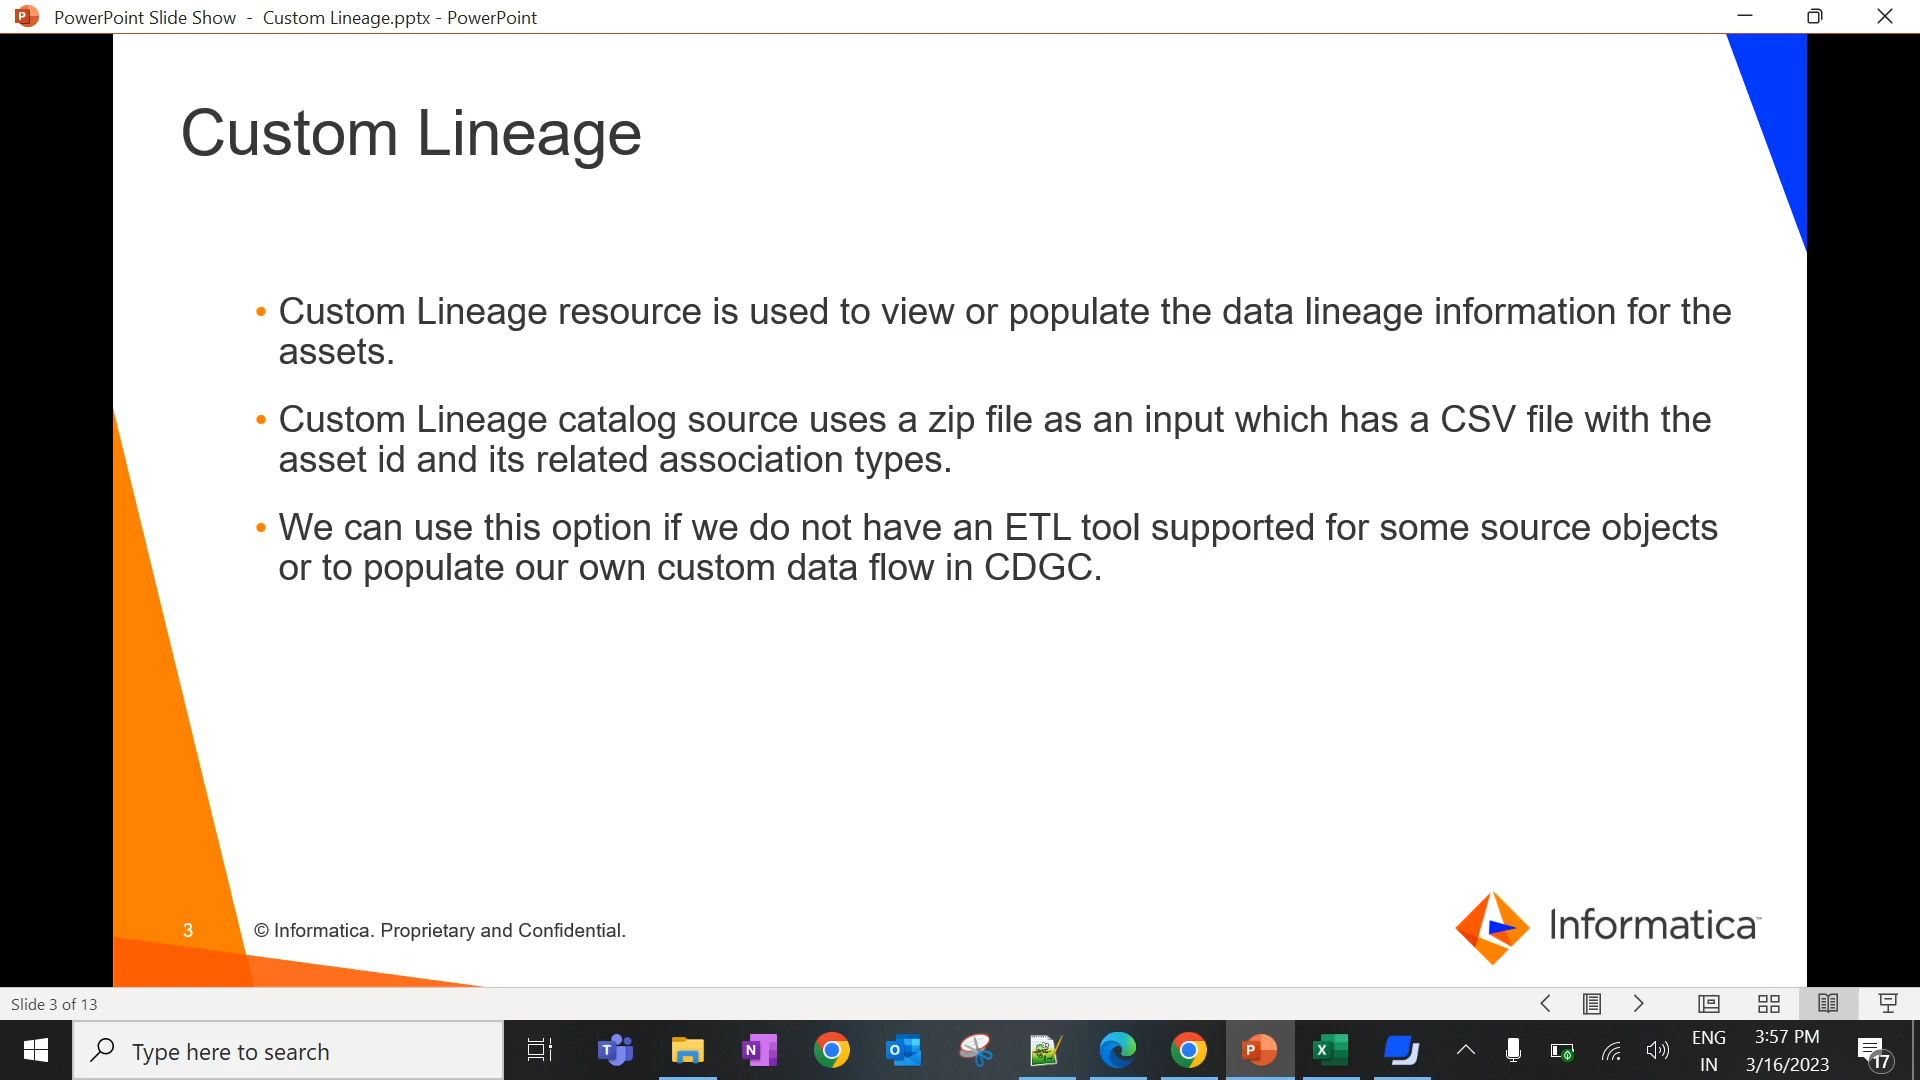 PowerPoint Slide Show - Custom Lineage.pptx - PowerPoint
Custom Lineage
• Custom Lineage resource is used to view or populate the data lineage information for the
assets.
• Custom Lineage catalog source uses a zip file as an input which has a CSV file with the
asset id and its related association types.
• We can use this option if we do not have an ETL tool supported for some source objects
or to populate our own custom data flow in CDGC.
3
© Informatica. Proprietary and Confidential.
Informatica
Slide 3 of 13
Type here to search
ENG
IN
3:57 PM
3/16/2023
17